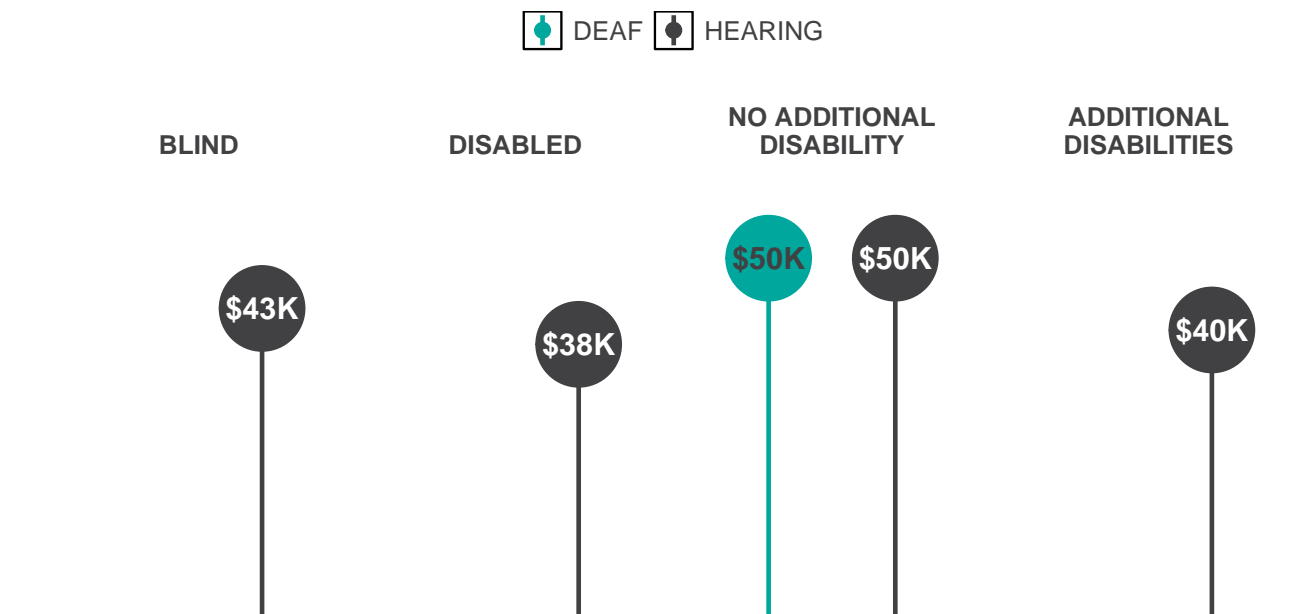 DEAF HEARING
BLIND
DISABLED
NO ADDITIONAL
DISABILITY
ADDITIONAL
DISABILITIES
$43K
$38K
$50K
$50K
$40K